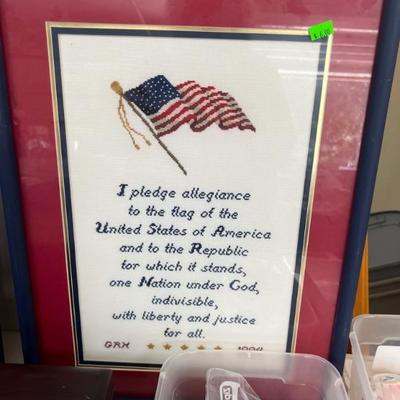 I pledge allegiance
to the flag of the
United States of America
and to the Republic
for which it stands,
one Nation under God,
indivisible,
with liberty and justice
for all.
GRH